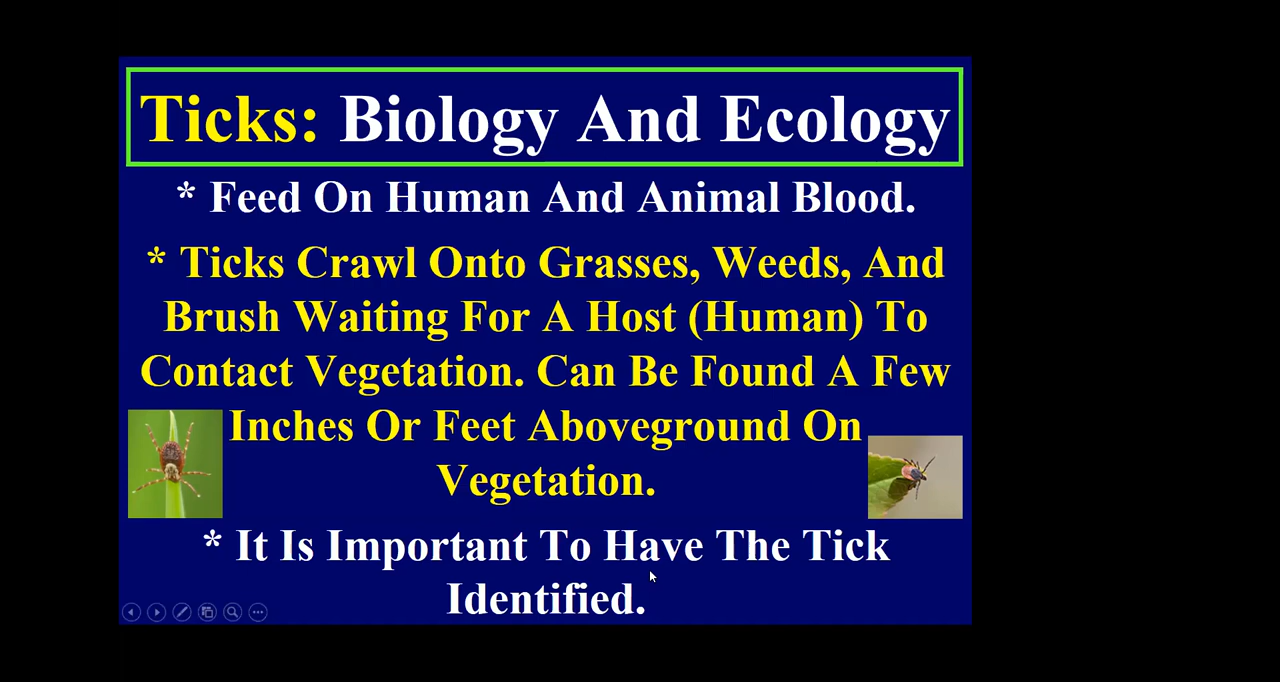 Ticks: Biology And Ecology
* Feed On Human And Animal Blood.
* Ticks Crawl Onto Grasses, Weeds, And
Brush Waiting For A Host (Human) To
Contact Vegetation. Can Be Found A Few
Inches Or Feet Aboveground On
Vegetation.
* It Is Important To Have The Tick
Identified.